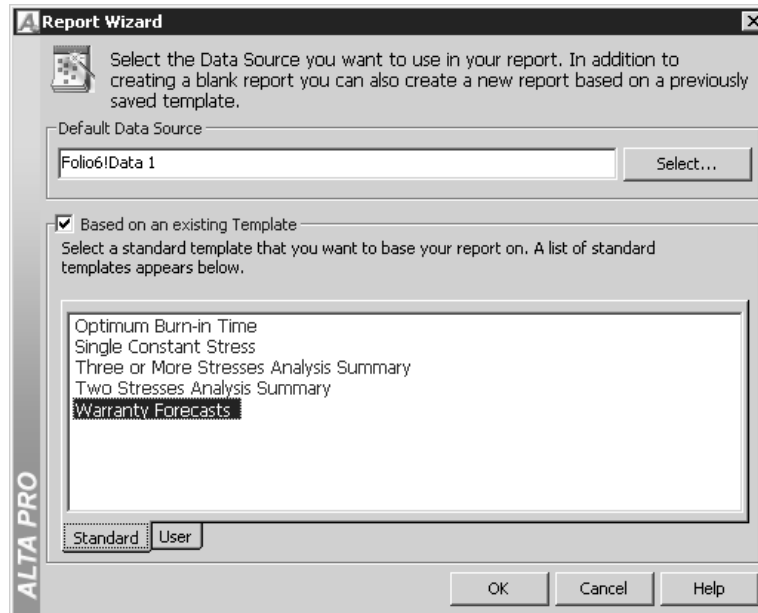 Report Wizard
Select the Data Source you want to use in your report. In addition to
creating a blank report you can also create a new report based on a previously
saved template.
Default Data Source
Folio6!Data 1
Select...
Based on an existing Template
Select a standard template that you want to base your report on. A list of standard
templates appears below.
Optimum Burn-in Time
Single Constant Stress
Three or More Stresses Analysis Summary
Two Stresses Analysis Summary
Warranty Forecasts
Standard
User
ALTA PRO
OK
Cancel
Help